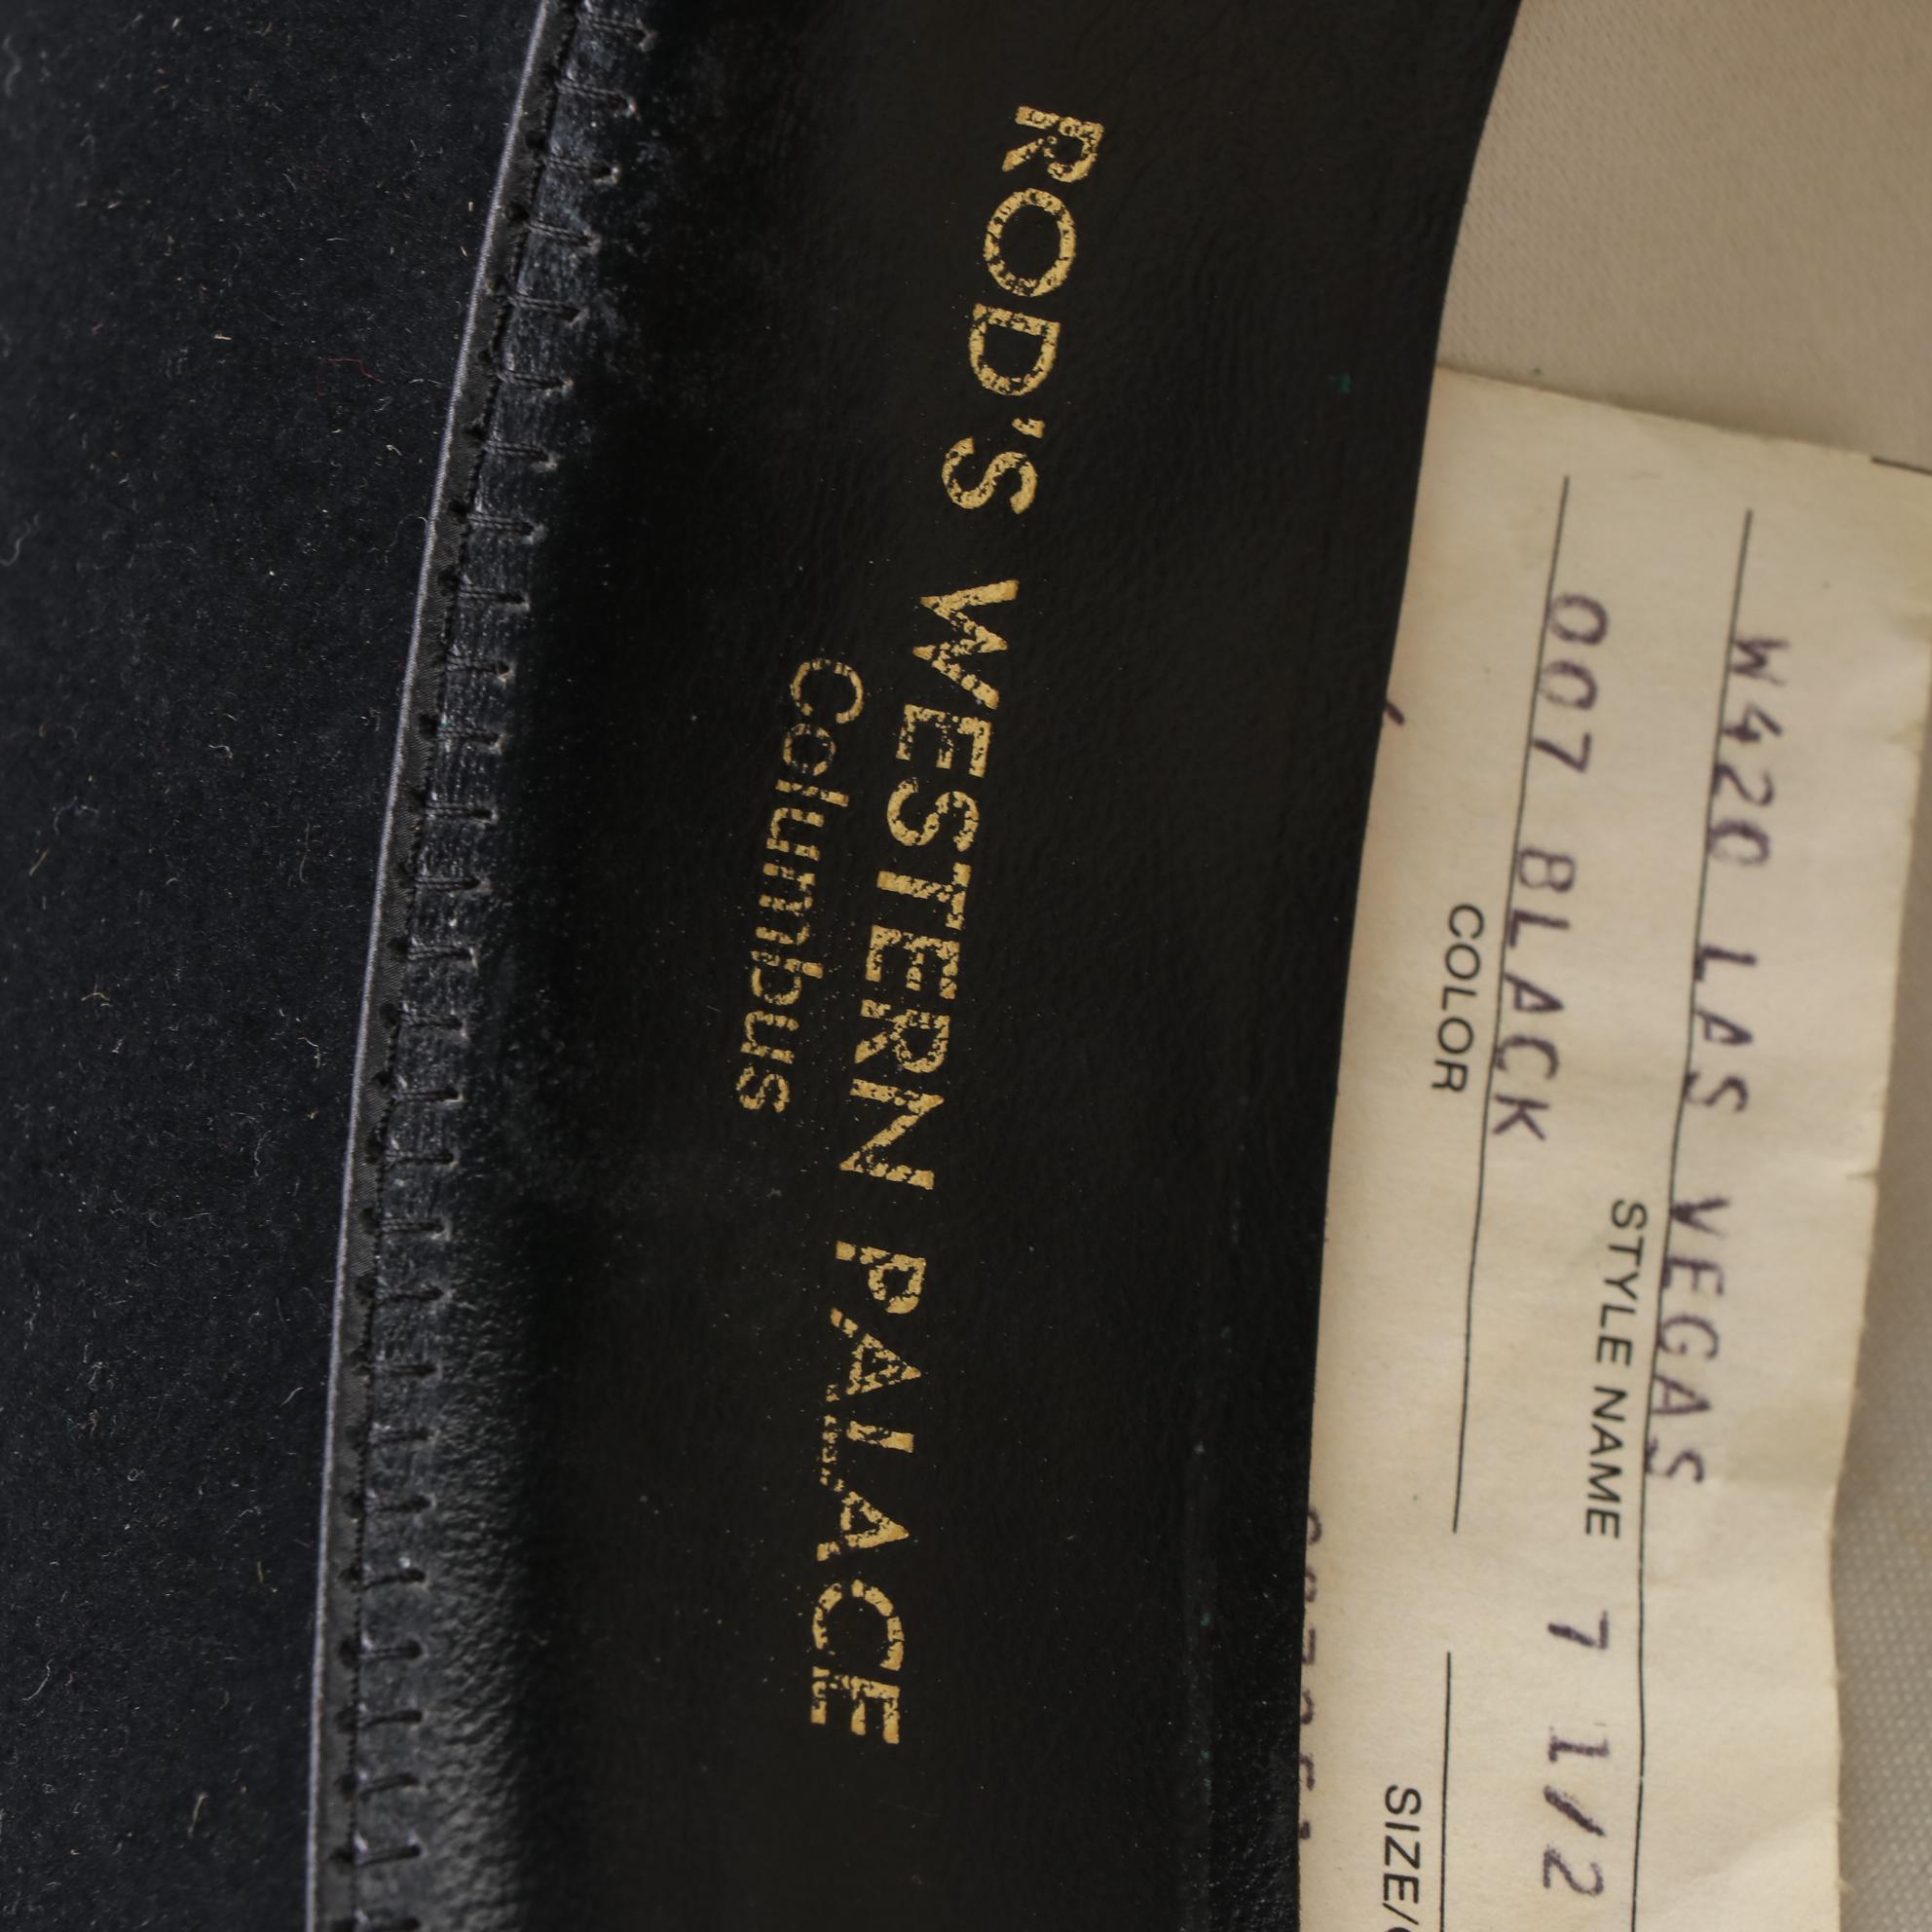 ROD'S WESTERN PALACE
Columbus
W420 LAS VEGAS
STYLE NAME
007 BLACK
7 1/2
COLOR
SIZE/